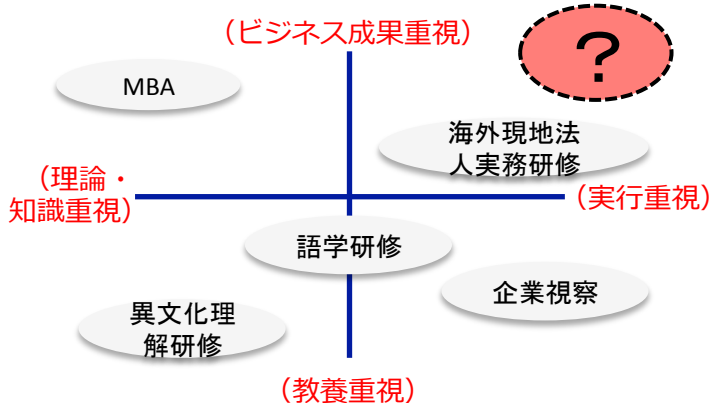 （ビジネス成果重視）
？
MBA
海外現地法
人実務研修
（理論・
知識重視）
（実行重視）
語学研修
企業視察
異文化理
解研修
（教養重視）